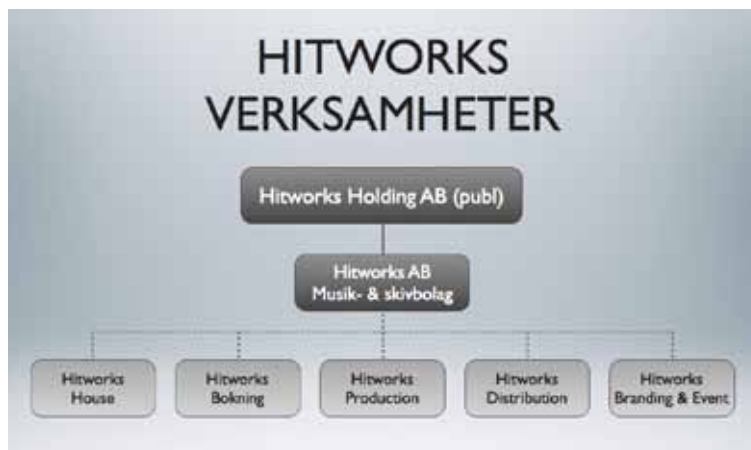 HITWORKS
VERKSAMHETER
Hitworks Holding AB (publ)
Hitworks AB
Musik- & skivbolag
Hitworks
House
Hitworks
Bokning
Hitworks
Production
Hitworks
Distribution
Hitworks
Branding & Event